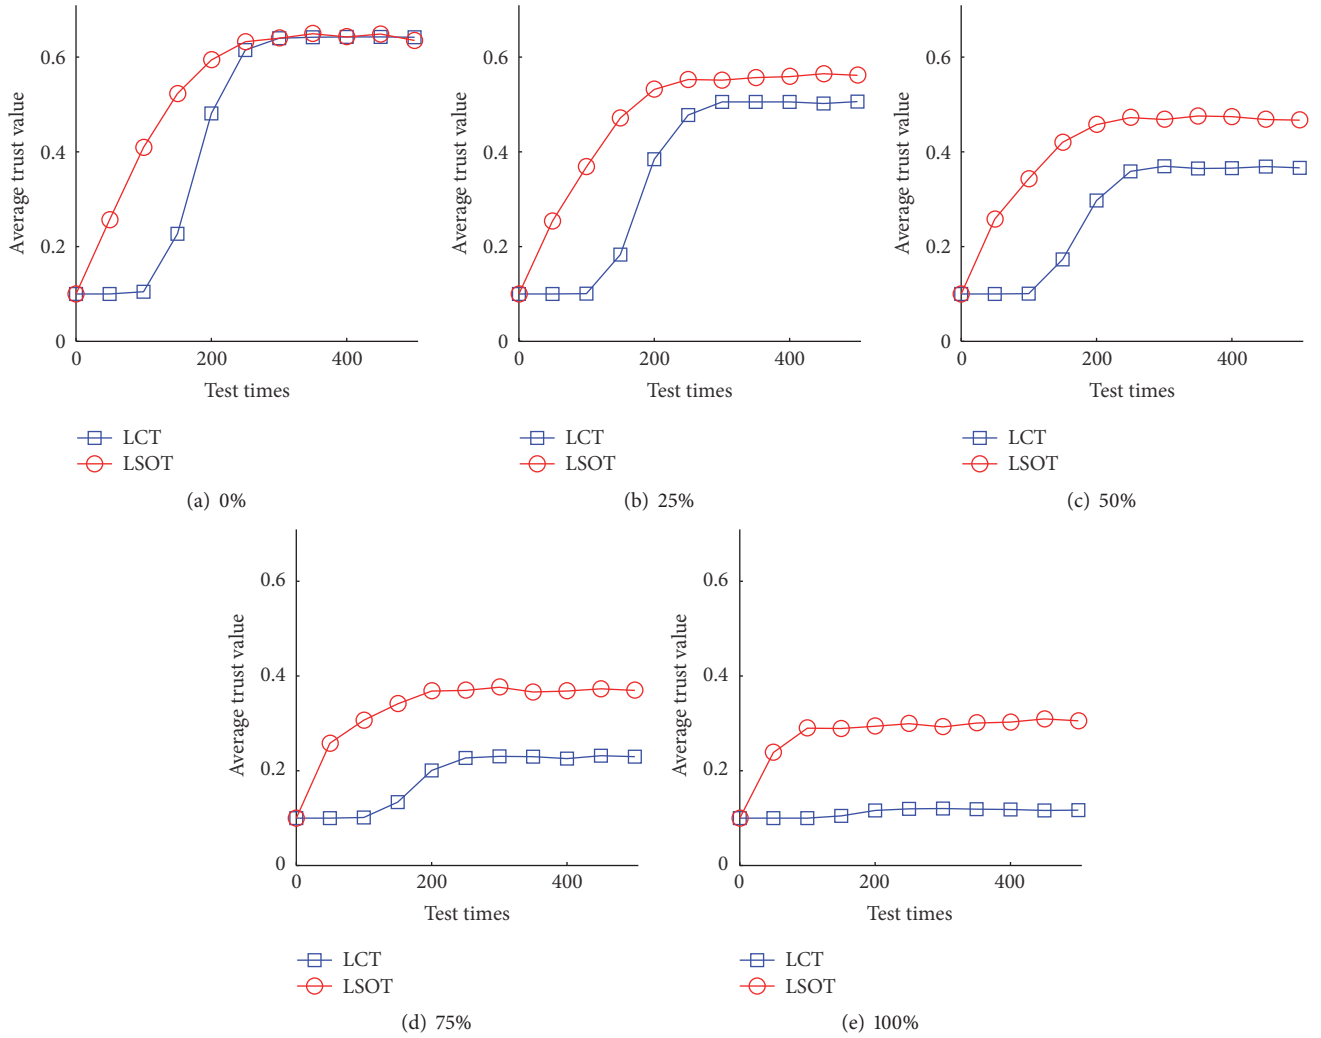 Average trust value
0.6
0.4
0.2
0
0 200 400
Test times
LCT
LSOT
(a) 0%
Average trust value
0.6
0.4
0.2
0
0 200 400
Test times
LCT
LSOT
(b) 25%
Average trust value
0.6
0.4
0.2
0
0 200 400
Test times
LCT
LSOT
(c) 50%
Average trust value
0.6
0.4
0.2
0
0 200 400
Test times
LCT
LSOT
(d) 75%
Average trust value
0.6
0.4
0.2
0
0 200 400
Test times
LCT
LSOT
(e) 100%